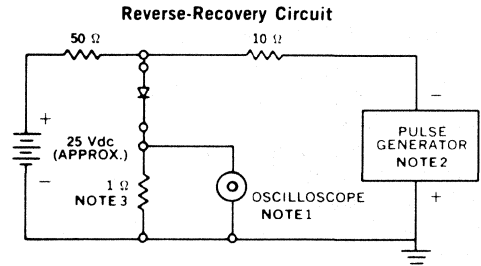 Reverse-Recovery Circuit
50 Ω
10 Ω
+
25 Vdc
(APPROX.)
−
1 Ω
NOTE 3
OSCILLOSCOPE
NOTE 1
−
PULSE
GENERATOR
NOTE 2
+